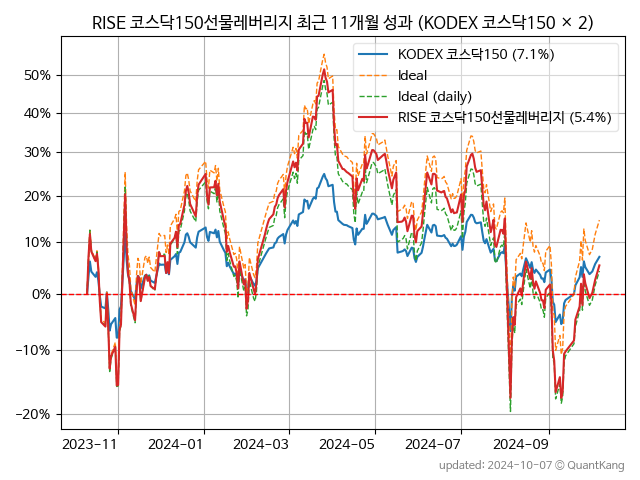 RISE 코스닥150선물레버리지 최근 11개월 성과 (KODEX 코스닥150 × 2)
KODEX 코스닥150 (7.1%)
Ideal
Ideal (daily)
RISE 코스닥150선물레버리지 (5.4%)
50%
40%
30%
20%
10%
0%
−10%
−20%
2023-11 2024-01 2024-03 2024-05 2024-07 2024-09
updated: 2024-10-07 © QuantKang